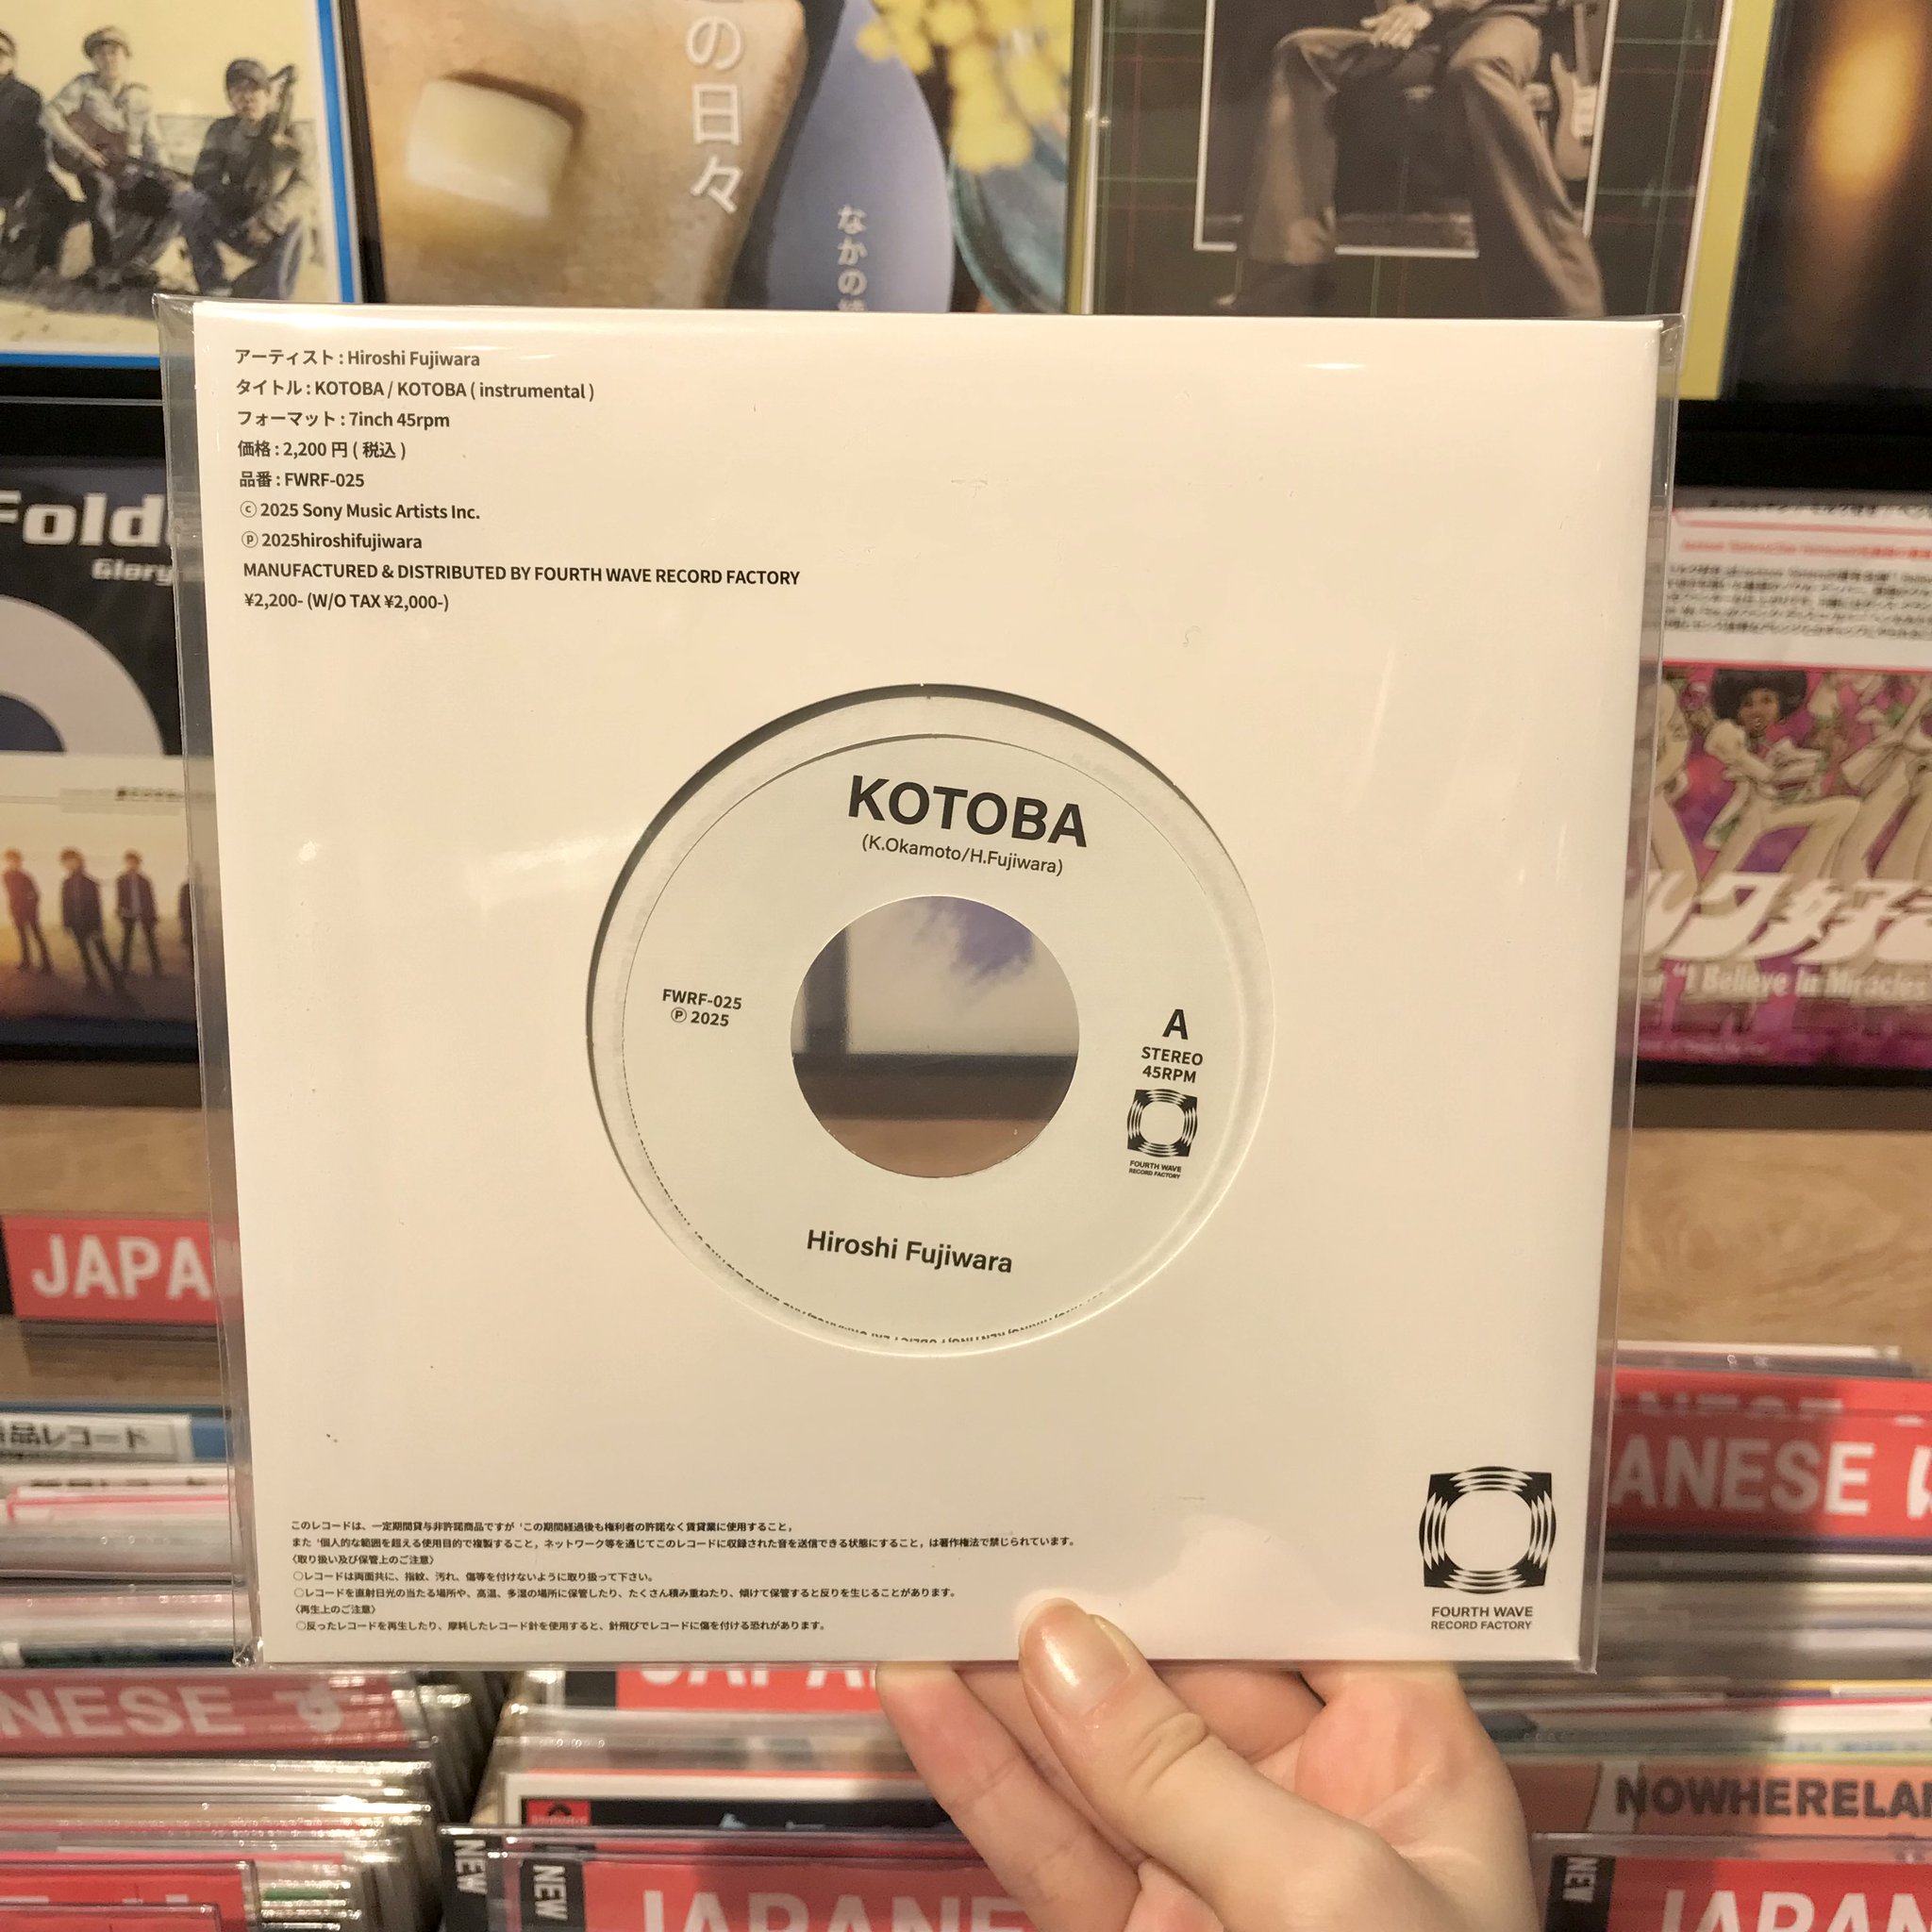 の日々
なかの
アーティスト : Hiroshi Fujiwara
タイトル : KOTOBA / KOTOBA ( instrumental )
フォーマット : 7inch 45rpm
価格 : 2,200 円 ( 税込 )
品番 : FWRF-025
ⓒ 2025 Sony Music Artists Inc.
ⓟ 2025hiroshifujiwara
MANUFACTURED & DISTRIBUTED BY FOURTH WAVE RECORD FACTORY
¥2,200- (W/O TAX ¥2,000-)
Glory
KOTOBA
(K.Okamoto/H.Fujiwara)
FWRF-025
ⓟ 2025
A
STEREO
45RPM
FOURTH WAVE
RECORD FACTORY
Hiroshi Fujiwara
"I Believe In Miracles
JAPA
品レコード
ANESE
このレコードは、一定期間貸与非許諾商品ですが 'この期間経過後も権利者の許諾なく賃貸業に使用すること，
また '個人的な範囲を超える使用目的で複製すること，ネットワーク等を通じてこのレコードに収録された音を送信できる状態にすること，は著作権法で禁じられています。
〈取り扱い及び保管上のご注意〉
○レコードは両面共に、指紋、汚れ、傷等を付けないように取り扱って下さい。
○レコードを直射日光の当たる場所や、高温、多湿の場所に保管したり、たくさん積み重ねたり、傾けて保管すると反りを生じることがあります。
〈再生上のご注意〉
○反ったレコードを再生したり、摩耗したレコード針を使用すると、針飛びでレコードに傷を付ける恐れがあります。
FOURTH WAVE
RECORD FACTORY
NESE
JAPA
NOWHERELA
NEW
NEW
JAPANE
NEW
JAPAN